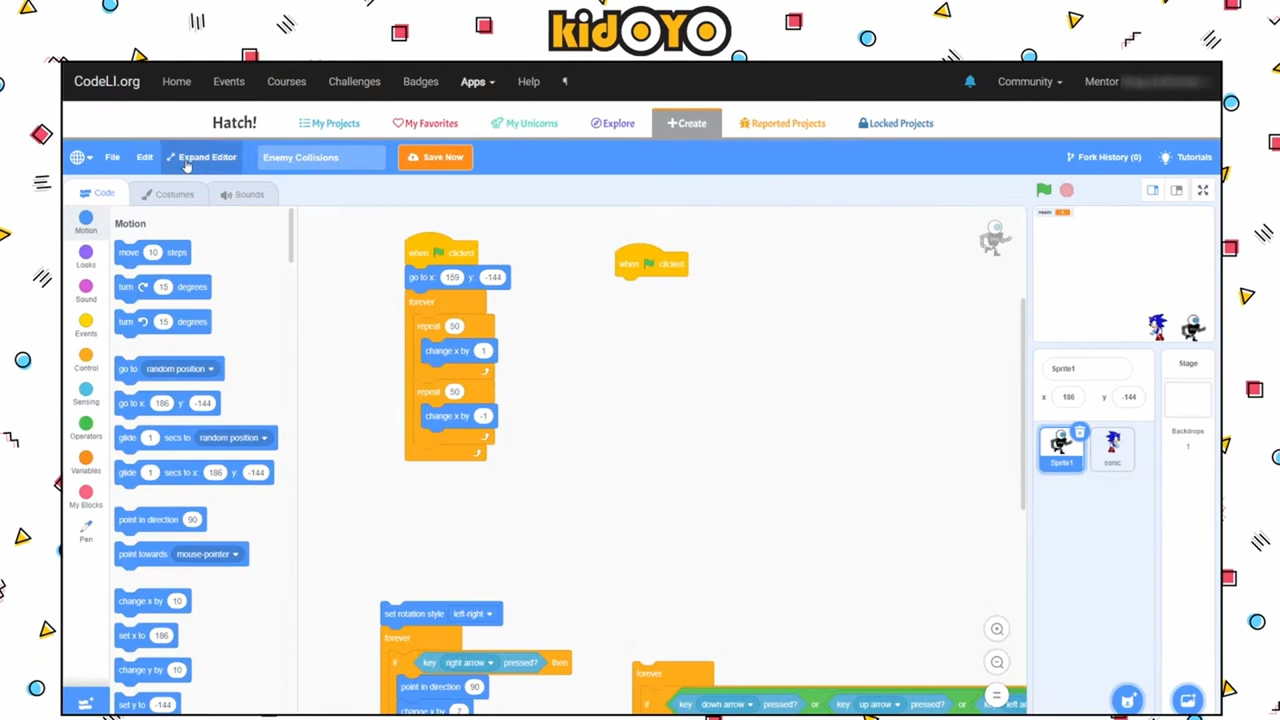 kidOYO
CodeLI.org Home Events Courses Challenges Badges Apps Help Community Mentor
Hatch! My Projects My Favorites My Unicorns Explore +Create Reported Projects Locked Projects
File Edit Expand Editor Enemy Collisions Save Now Fork History (0) Tutorials
Code Costumes Sounds
Motion
Looks
Sound
Events
Control
Sensing
Operators
Variables
My Blocks
Pen
Motion
move 10 steps
turn 15 degrees
turn 15 degrees
go to random position
go to x: 186 y: -144
glide 1 secs to random position
glide 1 secs to x: 186 y: -144
point in direction 90
point towards mouse-pointer
change x by 10
set x to 186
change y by 10
set y to -144
when clicked
go to x: 159 y: -144
forever
repeat 50
change x by 1
repeat 50
change x by -1
when clicked
set rotation style left-right
forever
if key right arrow pressed? then
point in direction 90
change x by 7
forever
if key down arrow pressed? or key up arrow pressed? or key left ar
Sprite1
x 186 y -144
Sprite1
sonic
Stage
Backdrops
1